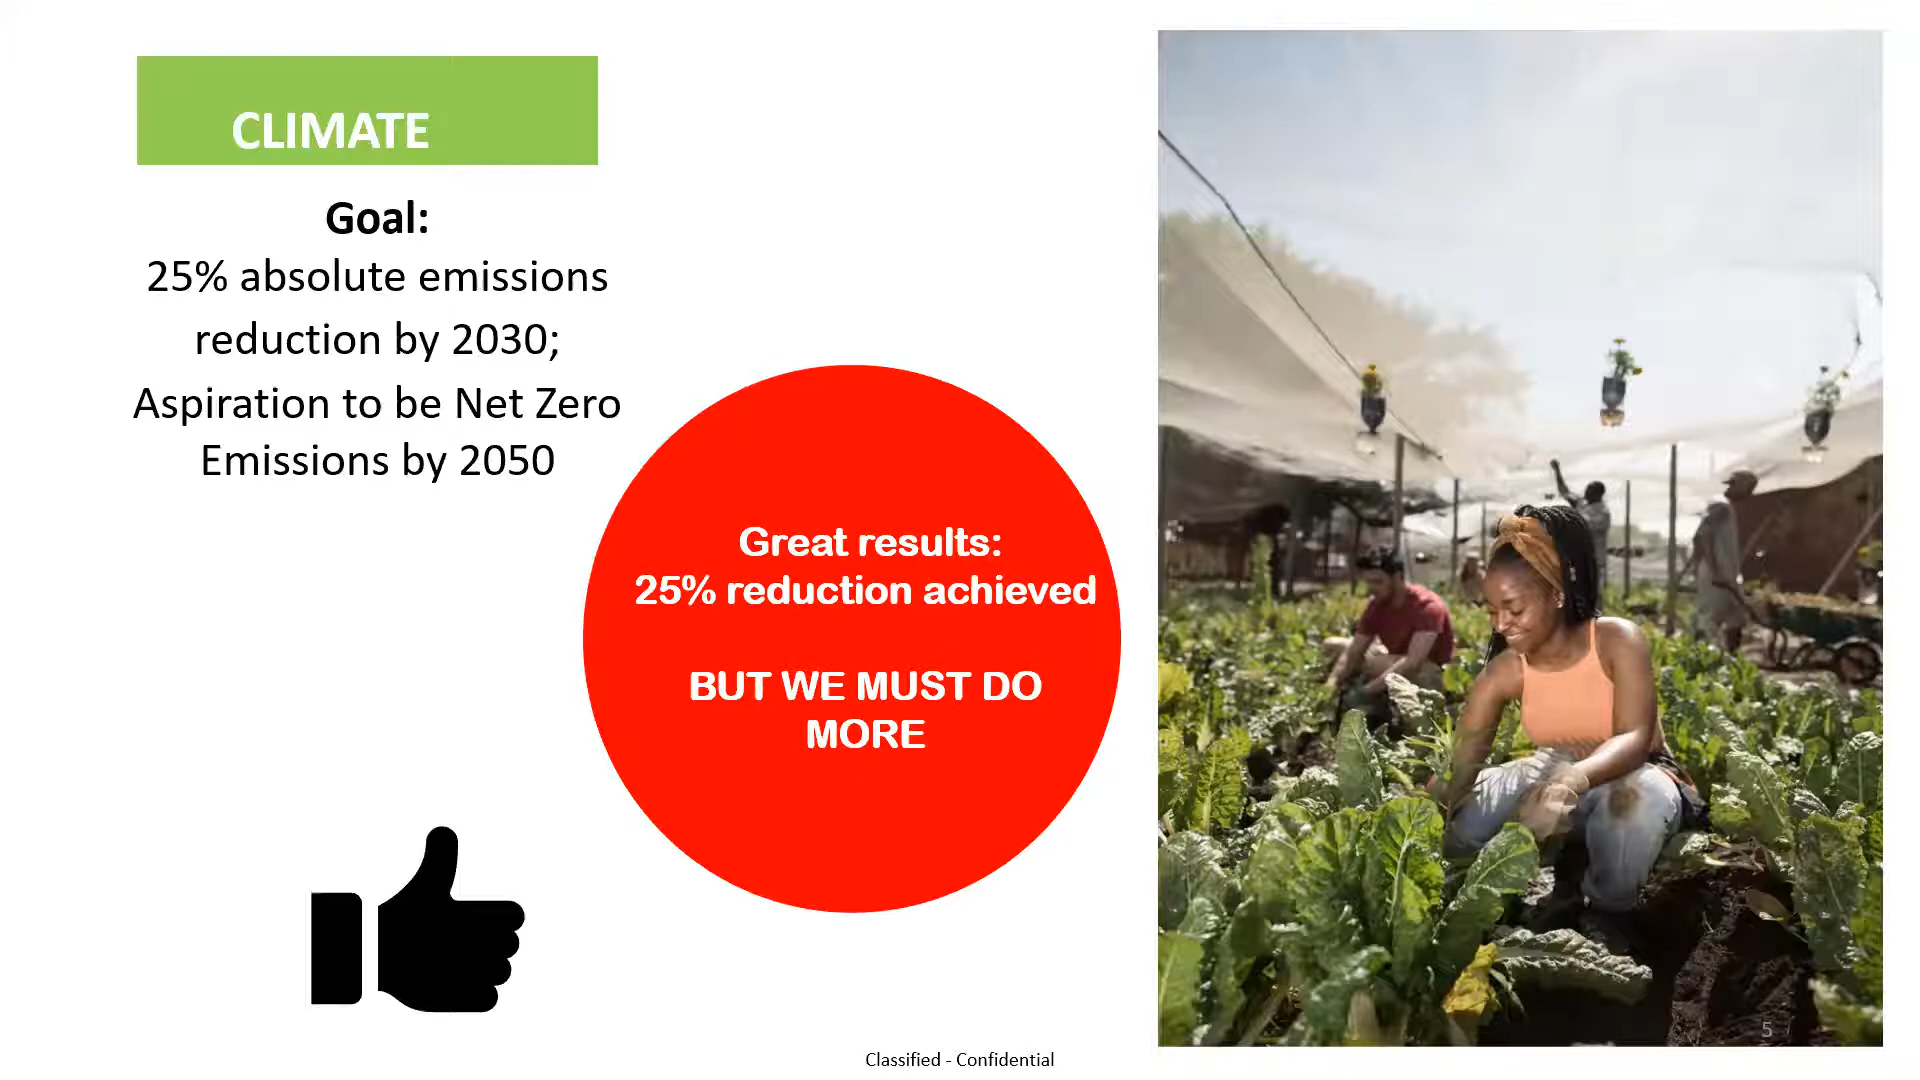 CLIMATE
Goal:
25% absolute emissions
reduction by 2030;
Aspiration to be Net Zero
Emissions by 2050
Great results:
25% reduction achieved
BUT WE MUST DO
MORE
Classified - Confidential
5